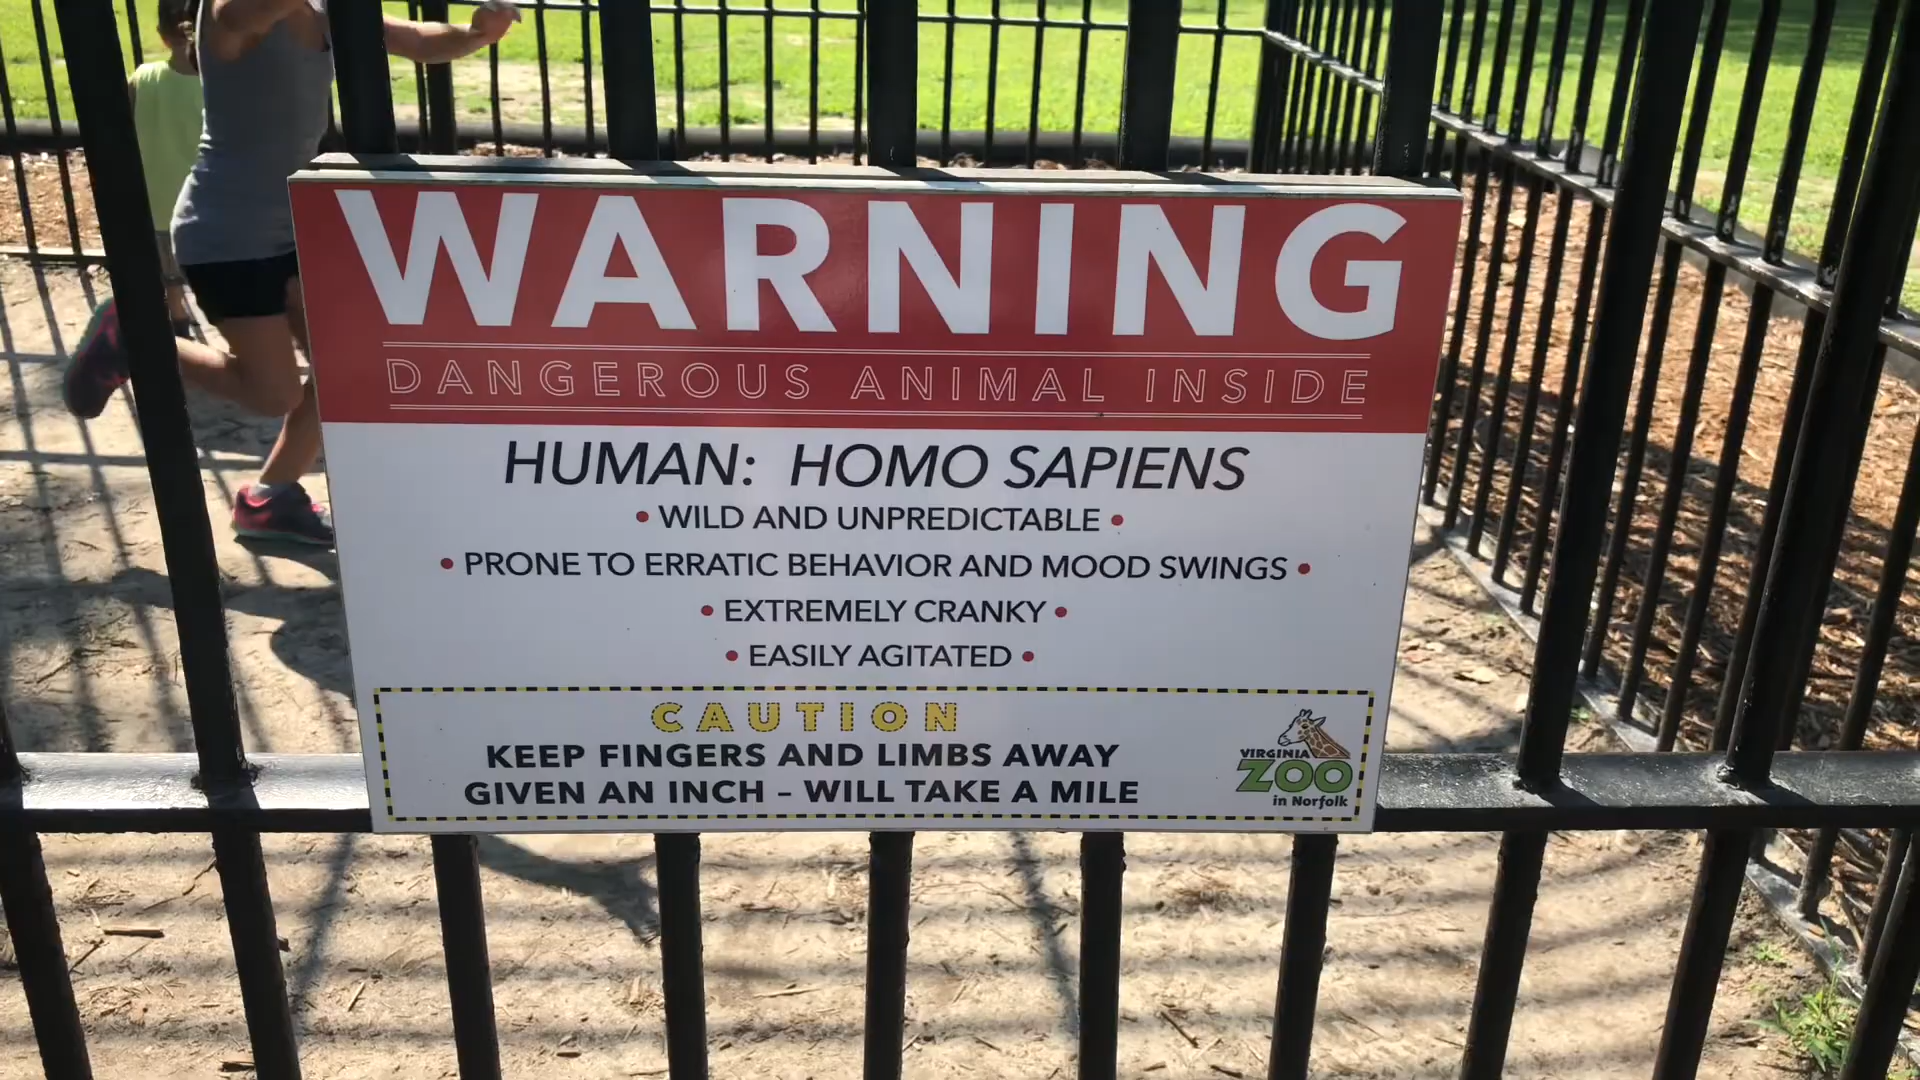 WARNING
DANGEROUS ANIMAL INSIDE
HUMAN: HOMO SAPIENS
• WILD AND UNPREDICTABLE •
• PRONE TO ERRATIC BEHAVIOR AND MOOD SWINGS •
• EXTREMELY CRANKY •
• EASILY AGITATED •
CAUTION
KEEP FINGERS AND LIMBS AWAY
GIVEN AN INCH – WILL TAKE A MILE
VIRGINIA
ZOO
in Norfolk